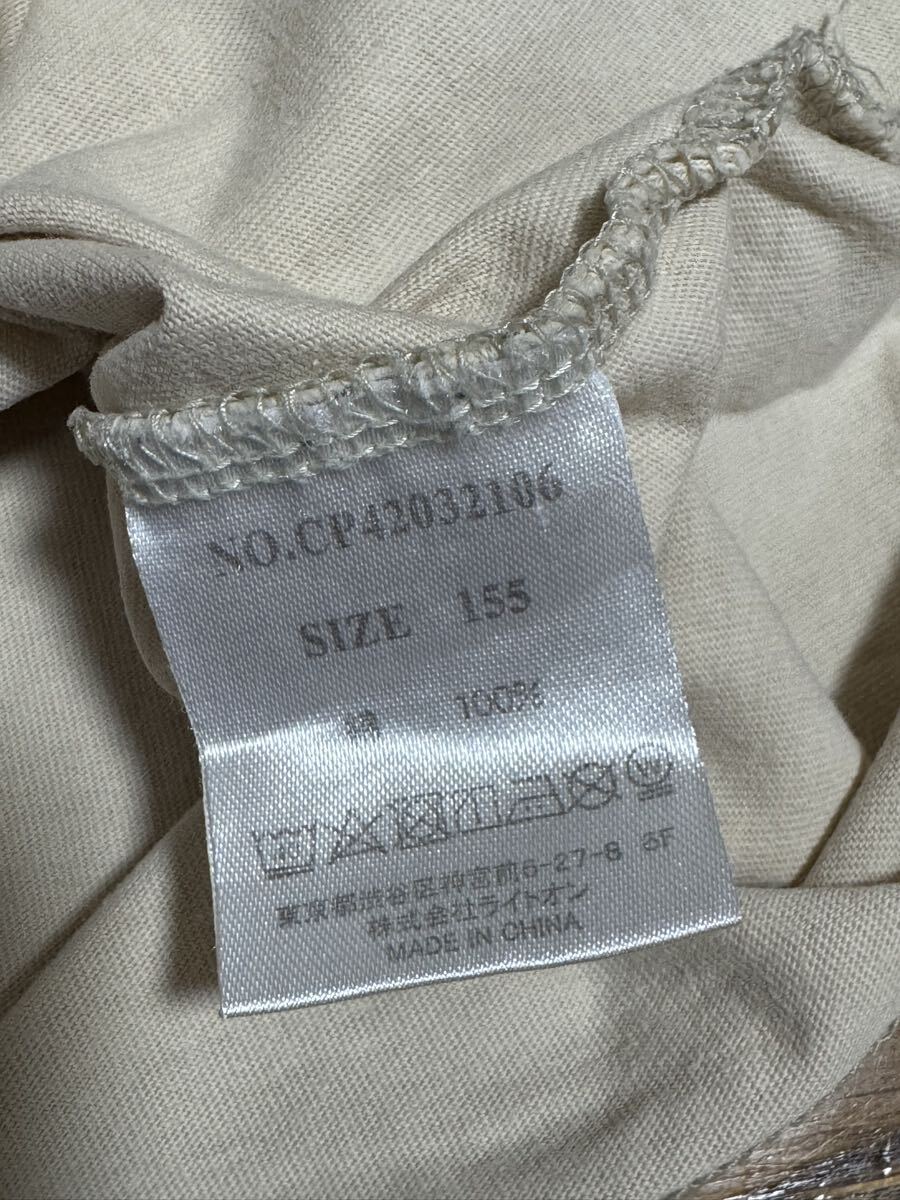 NO.CP42032106
SIZE 155
綿 100%
東京都渋谷区神宮前6-27-8 6F
株式会社ライトオン
MADE IN CHINA